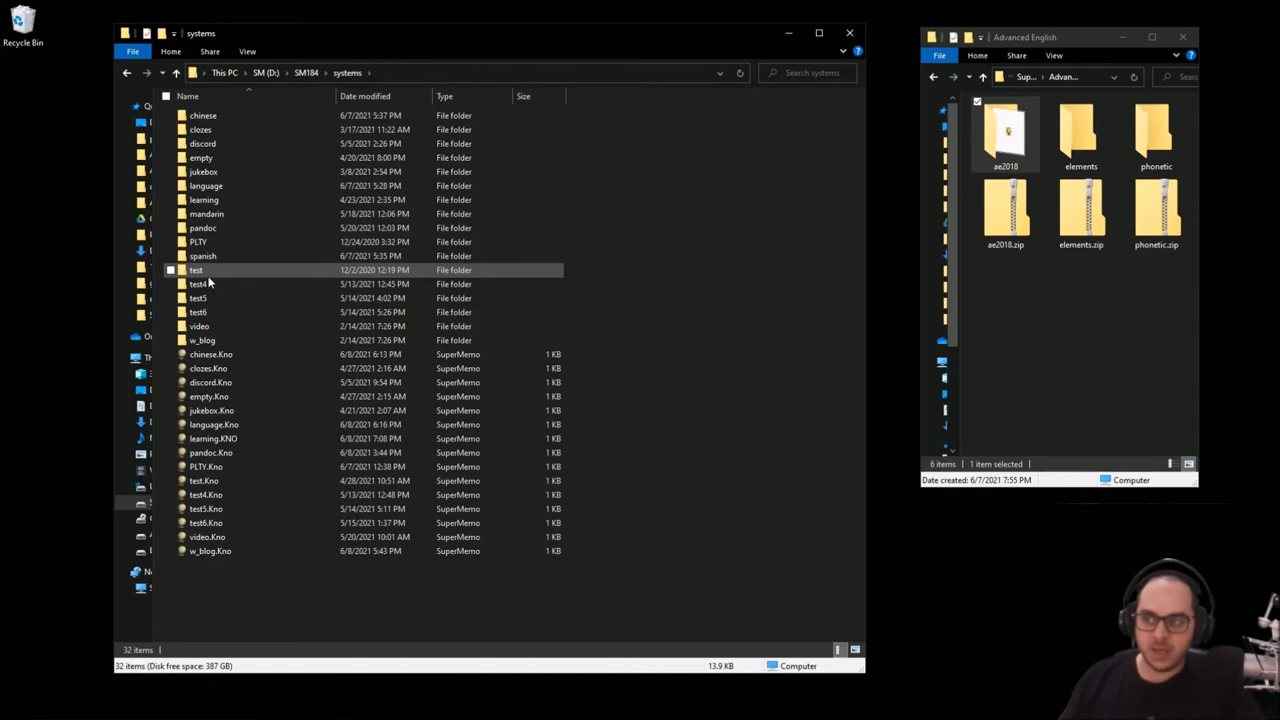 Recycle Bin
systems
File Home Share View
This PC SM (D:) SM184 systems
Search systems
Name Date modified Type Size
chinese 6/7/2021 5:37 PM File folder
clozes 3/17/2021 11:22 AM File folder
discord 5/5/2021 2:26 PM File folder
empty 4/20/2021 8:00 PM File folder
jukebox 3/8/2021 2:54 PM File folder
language 6/7/2021 5:28 PM File folder
learning 4/23/2021 2:35 PM File folder
mandarin 5/18/2021 12:06 PM File folder
pandoc 5/20/2021 12:03 PM File folder
PLTY 12/24/2020 3:32 PM File folder
spanish 6/7/2021 5:35 PM File folder
test 12/2/2020 12:19 PM File folder
test4 5/13/2021 12:45 PM File folder
test5 5/14/2021 4:02 PM File folder
test6 5/14/2021 5:26 PM File folder
video 2/14/2021 7:26 PM File folder
w_blog 2/14/2021 7:26 PM File folder
chinese.Kno 6/8/2021 6:13 PM SuperMemo 1 KB
clozes.Kno 4/27/2021 2:16 AM SuperMemo 1 KB
discord.Kno 5/5/2021 9:54 PM SuperMemo 1 KB
empty.Kno 4/27/2021 2:15 AM SuperMemo 1 KB
jukebox.Kno 4/21/2021 2:07 AM SuperMemo 1 KB
language.Kno 6/8/2021 6:16 PM SuperMemo 1 KB
learning.KNO 6/8/2021 7:08 PM SuperMemo 1 KB
pandoc.Kno 6/8/2021 3:44 PM SuperMemo 1 KB
PLTY.Kno 6/7/2021 12:38 PM SuperMemo 1 KB
test.Kno 4/28/2021 10:51 AM SuperMemo 1 KB
test4.Kno 5/13/2021 12:48 PM SuperMemo 1 KB
test5.Kno 5/14/2021 5:11 PM SuperMemo 1 KB
test6.Kno 5/15/2021 1:37 PM SuperMemo 1 KB
video.Kno 5/20/2021 10:01 AM SuperMemo 1 KB
w_blog.Kno 6/8/2021 5:43 PM SuperMemo 1 KB
32 items
32 items (Disk free space: 387 GB) 13.9 KB Computer
Advanced English
File Home Share View
Sup... Advan...
ae2018 elements phonetic
ae2018.zip elements.zip phonetic.zip
6 items 1 item selected
Date created: 6/7/2021 7:55 PM Computer